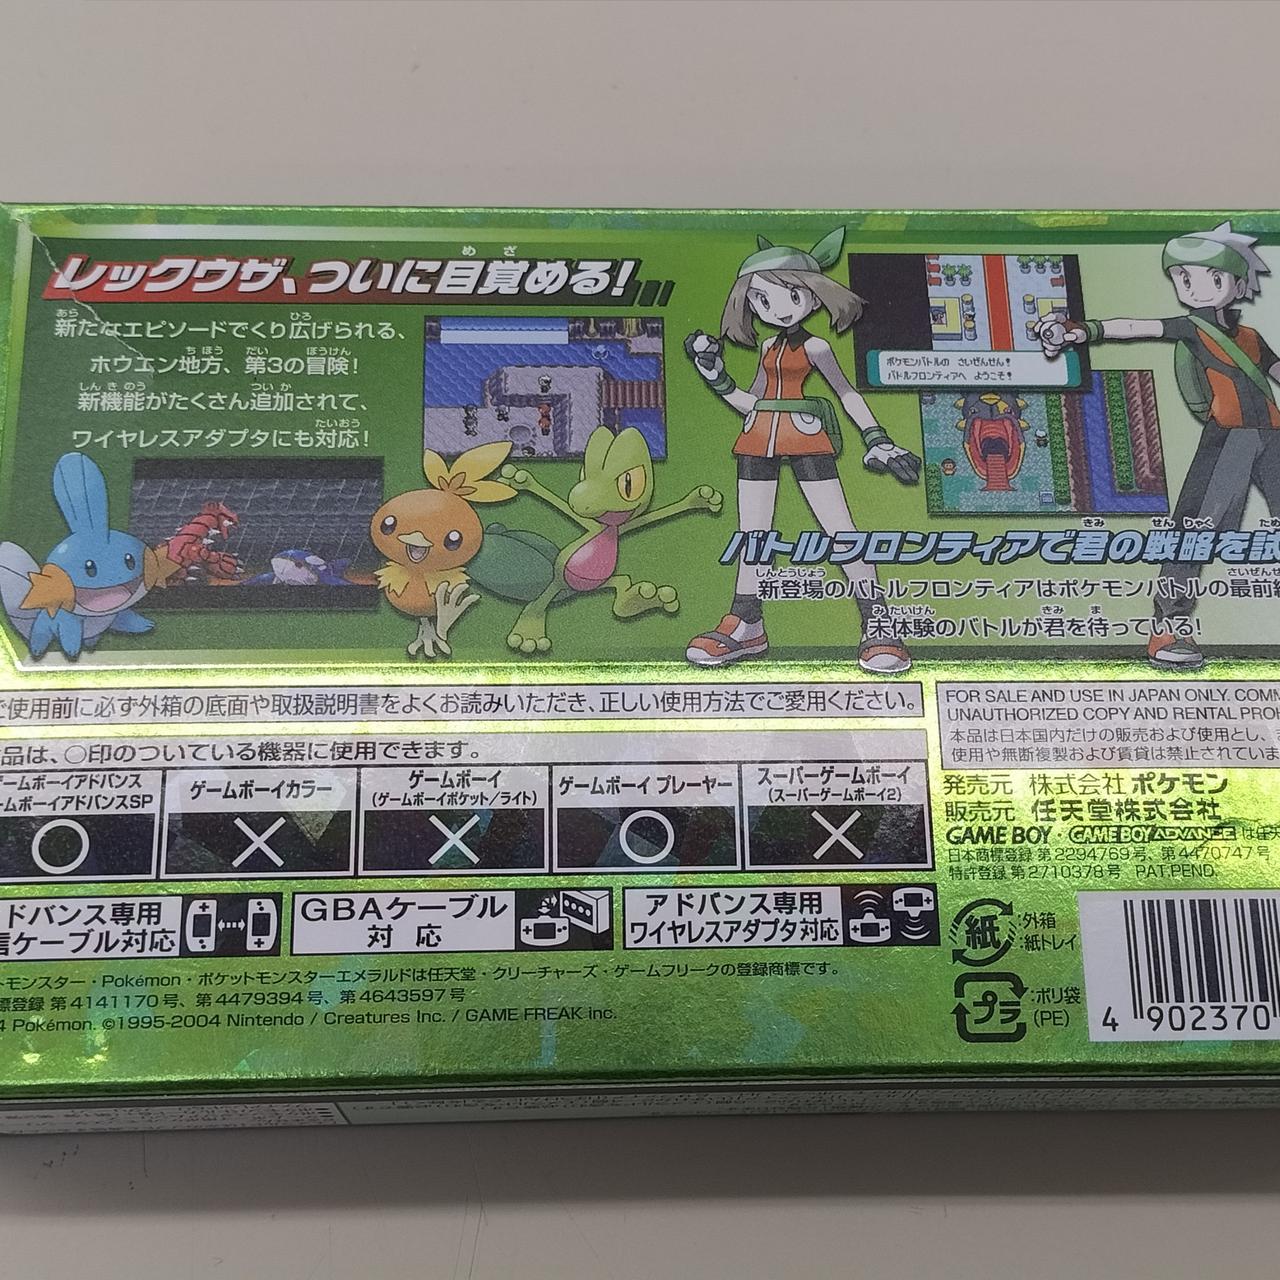 レックウザ、ついに目覚める!
新たなエピソードでくり広げられる、
ホウエン地方、第3の冒険!
新機能がたくさん追加されて、
ワイヤレスアダプタにも対応!
ポケモンバトルの さいぜんせん!
バトルフロンティアへ ようこそ!
バトルフロンティアで君の戦略を試
新登場のバトルフロンティアはポケモンバトルの最前
未体験のバトルが君を待っている!
使用前に必ず外箱の底面や取扱説明書をよくお読みいただき、正しい使用方法でご愛用ください。
品は、○印のついている機器に使用できます。
ゲームボーイアドバンス
ームボーイアドバンスSP
○
ゲームボーイカラー
×
ゲームボーイ
(ゲームボーイポケット/ライト)
×
ゲームボーイ プレーヤー
○
スーパーゲームボーイ
(スーパーゲームボーイ2)
×
FOR SALE AND USE IN JAPAN ONLY.
UNAUTHORIZED COPY AND RENTAL
本品は日本国内だけの販売および使用とし、
使用や無断複製および賃貸は禁止されていま
発売元 株式会社ポケモン
販売元 任天堂株式会社
GAME BOY・GAME BOY ADVANCE は任天
日本商標登録 第2294769号、第4470747号
特許登録 第2710378号 PAT.PEND.
ドバンス専用
信ケーブル対応
GBAケーブル
対応
アドバンス専用
ワイヤレスアダプタ対応
紙
:外箱
:紙トレイ
プラ
:ポリ袋
(PE)
4 902370
モンスター・Pokémon・ポケットモンスターエメラルドは任天堂・クリーチャーズ・ゲームフリークの登録商標です。
標登録 第4141170号、第4479394号、第4643597号
4 Pokémon. ©1995-2004 Nintendo / Creatures Inc. / GAME FREAK inc.